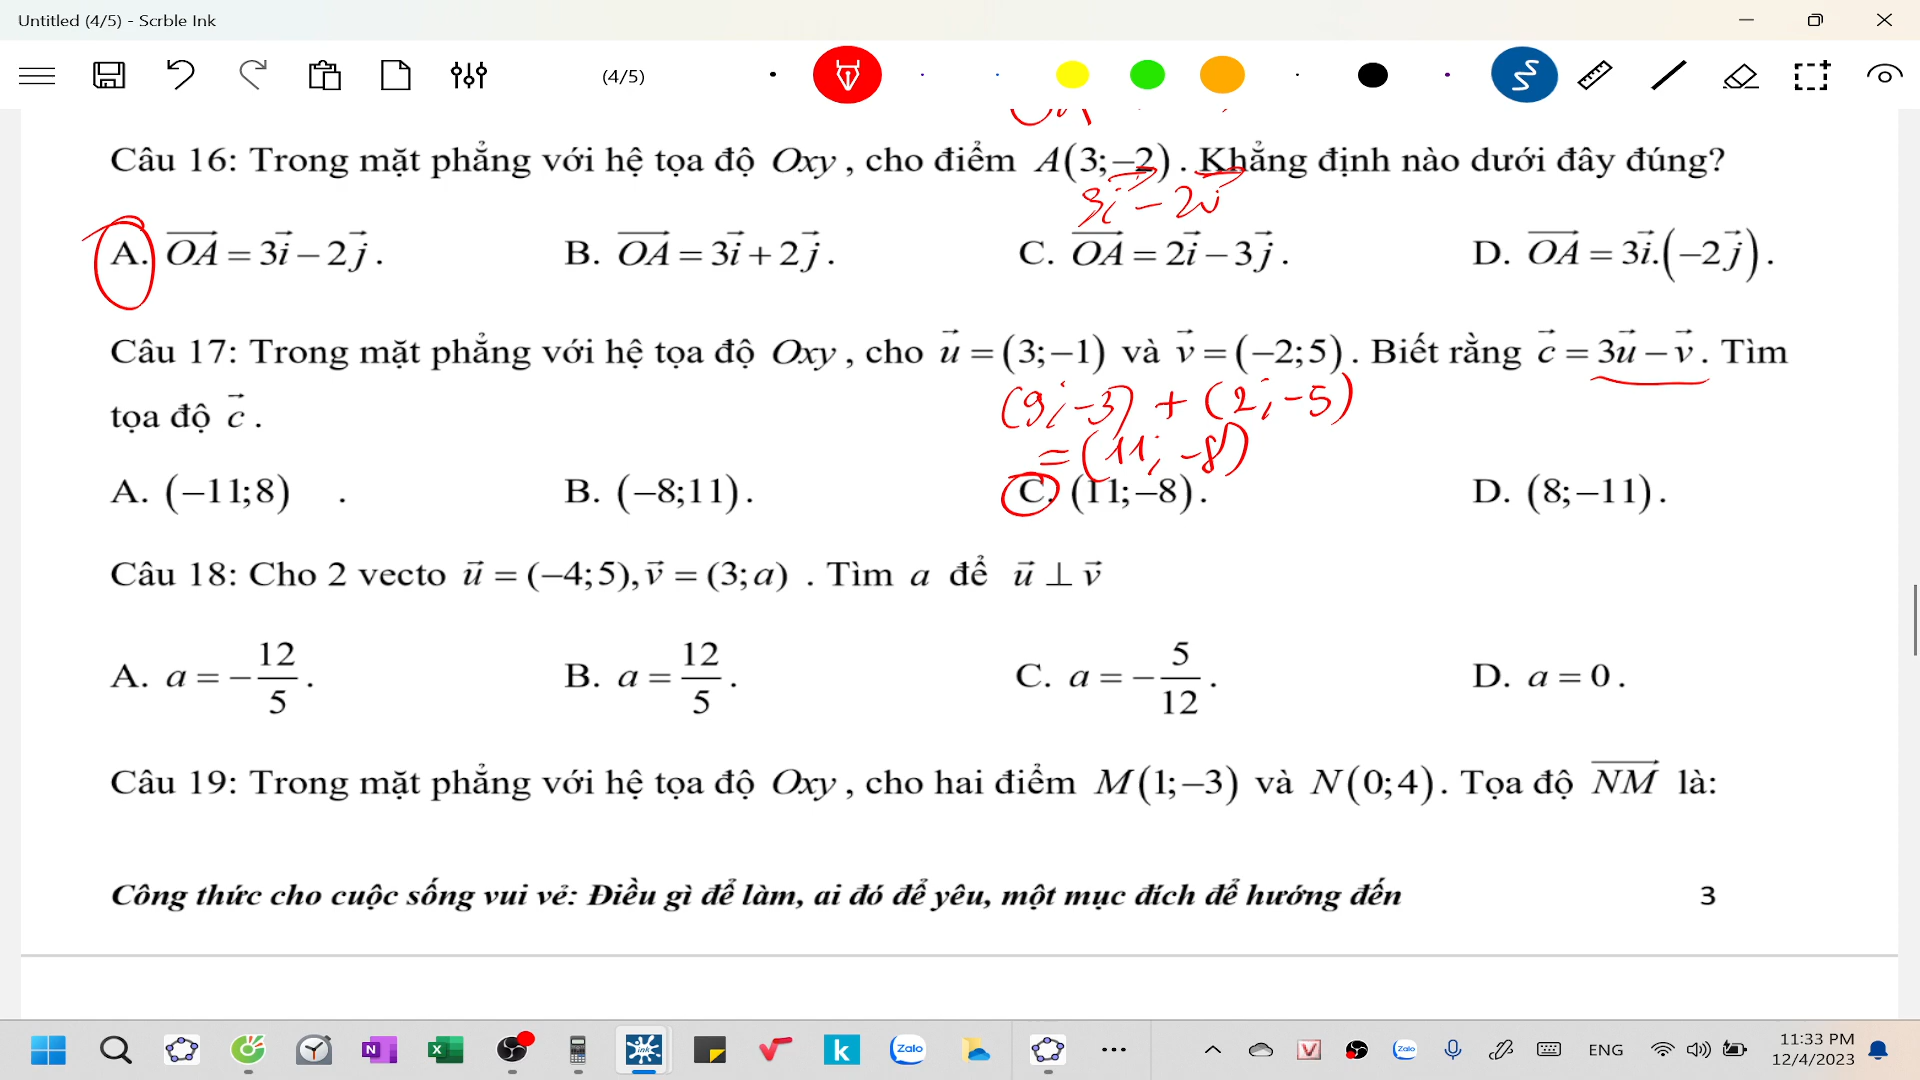 Untitled (4/5) - Scrble Ink
(4/5)
Câu 16: Trong mặt phẳng với hệ tọa độ Oxy, cho điểm A(3;−2). Khẳng định nào dưới đây đúng?
3i⃗ − 2j⃗
A. O͞A⃗ = 3i⃗ − 2j⃗. B. O͞A⃗ = 3i⃗ + 2j⃗. C. O͞A⃗ = 2i⃗ − 3j⃗. D. O͞A⃗ = 3i⃗.(−2j⃗).
Câu 17: Trong mặt phẳng với hệ tọa độ Oxy, cho u⃗ = (3;−1) và v⃗ = (−2;5). Biết rằng c⃗ = 3u⃗ − v⃗. Tìm
(9;−3) + (2;−5)
tọa độ c⃗.
= (11;−8)
A. (−11;8) . B. (−8;11). C. (11;−8). D. (8;−11).
Câu 18: Cho 2 vecto u⃗ = (−4;5), v⃗ = (3;a) . Tìm a để u⃗ ⊥ v⃗
A. a = −12/5. B. a = 12/5. C. a = −5/12. D. a = 0.
Câu 19: Trong mặt phẳng với hệ tọa độ Oxy, cho hai điểm M(1;−3) và N(0;4). Tọa độ N͞M⃗ là:
Công thức cho cuộc sống vui vẻ: Điều gì để làm, ai đó để yêu, một mục đích để hướng đến 3
ink
Zalo
k
ENG
11:33 PM
12/4/2023